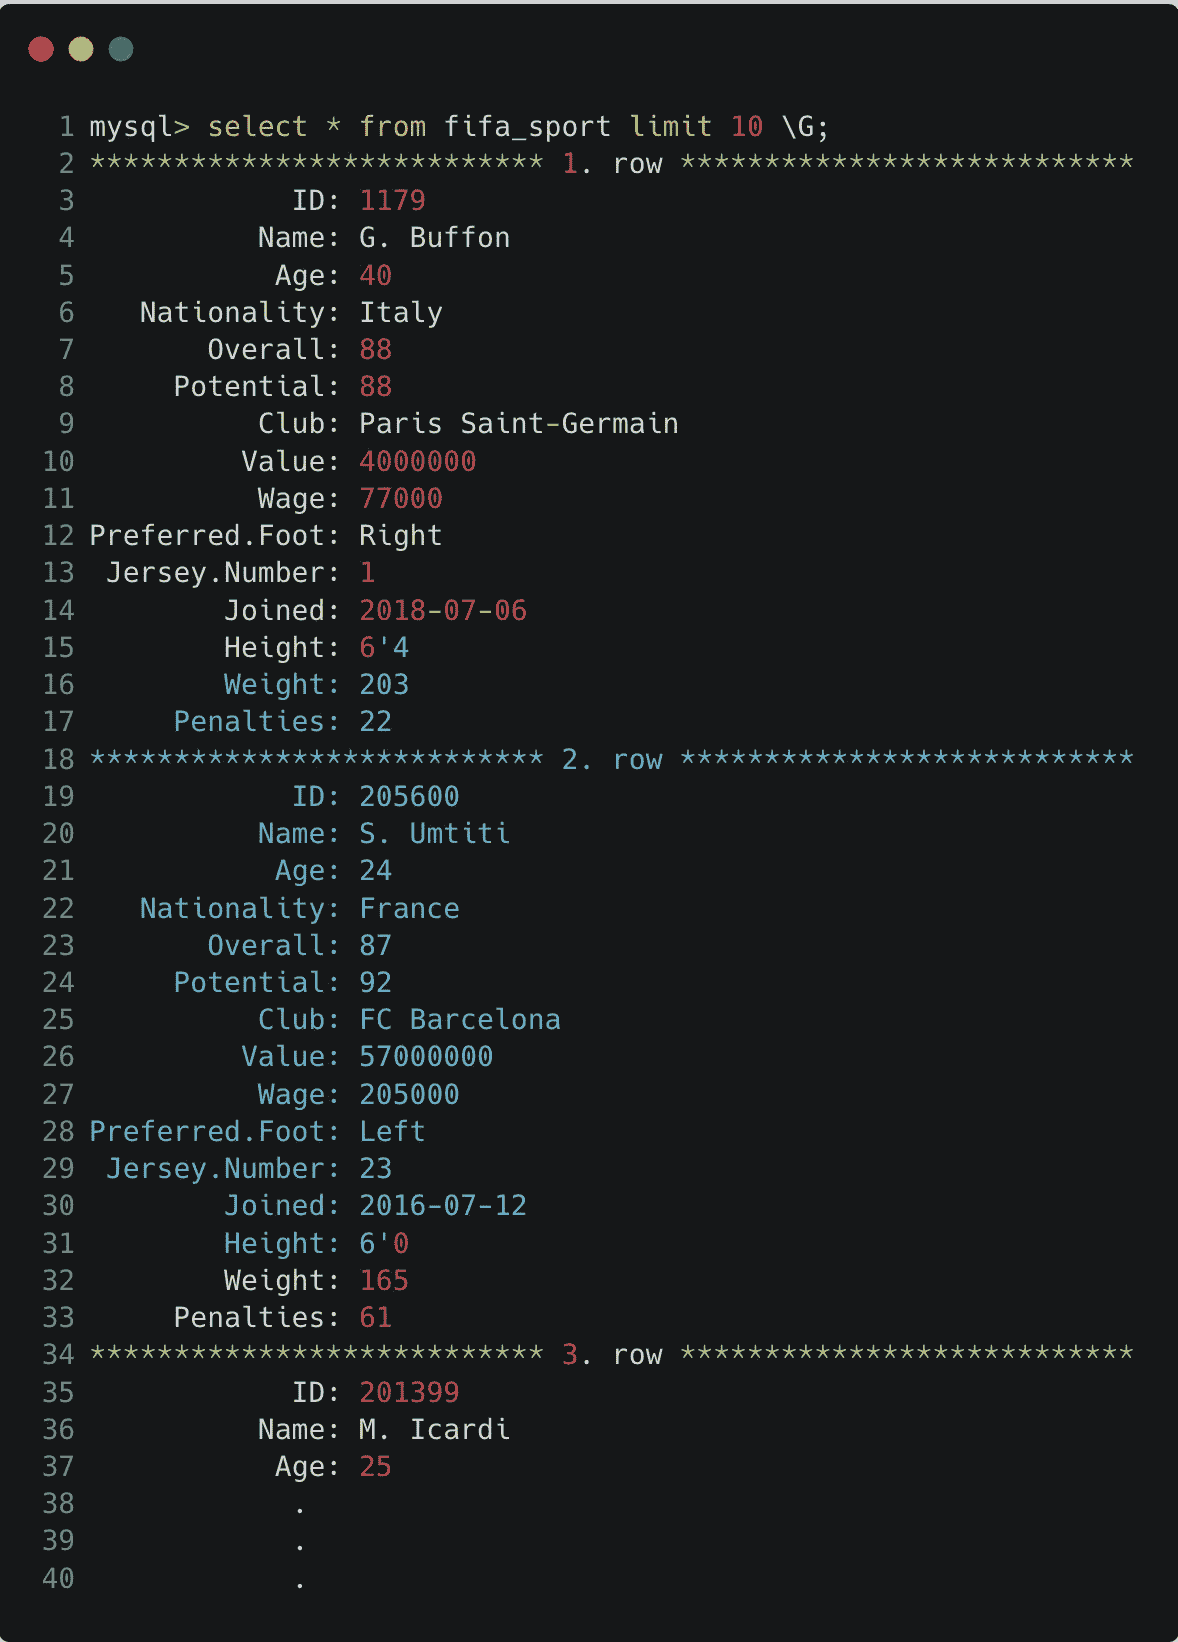 1 mysql> select * from fifa_sport limit 10 \G;
2 *************************** 1. row ***************************
3             ID: 1179
4           Name: G. Buffon
5            Age: 40
6    Nationality: Italy
7        Overall: 88
8      Potential: 88
9           Club: Paris Saint-Germain
10          Value: 4000000
11           Wage: 77000
12 Preferred.Foot: Right
13  Jersey.Number: 1
14         Joined: 2018-07-06
15         Height: 6'4
16         Weight: 203
17      Penalties: 22
18 *************************** 2. row ***************************
19             ID: 205600
20           Name: S. Umtiti
21            Age: 24
22    Nationality: France
23        Overall: 87
24      Potential: 92
25           Club: FC Barcelona
26          Value: 57000000
27           Wage: 205000
28 Preferred.Foot: Left
29  Jersey.Number: 23
30         Joined: 2016-07-12
31         Height: 6'0
32         Weight: 165
33      Penalties: 61
34 *************************** 3. row ***************************
35             ID: 201399
36           Name: M. Icardi
37            Age: 25
38             .
39             .
40             .